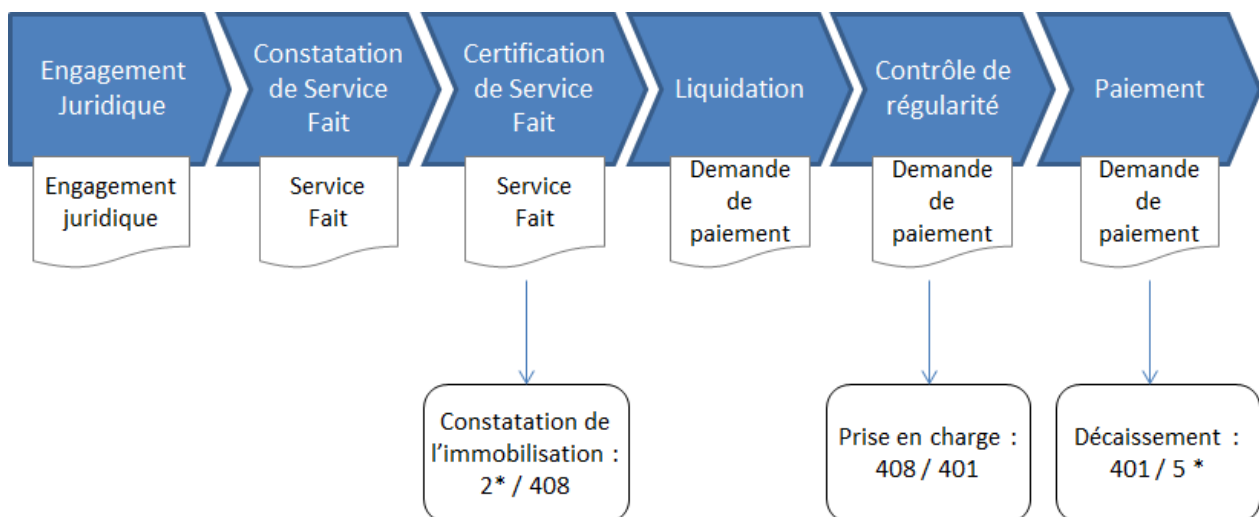 Engagement
Juridique
Constatation
de Service
Fait
Certification
de Service
Fait
Liquidation
Contrôle de
régularité
Paiement
Engagement
juridique
Service
Fait
Service
Fait
Demande
de
paiement
Demande
de
paiement
Demande
de
paiement
Constatation de
l'immobilisation :
2* / 408
Prise en charge :
408 / 401
Décaissement :
401 / 5 *